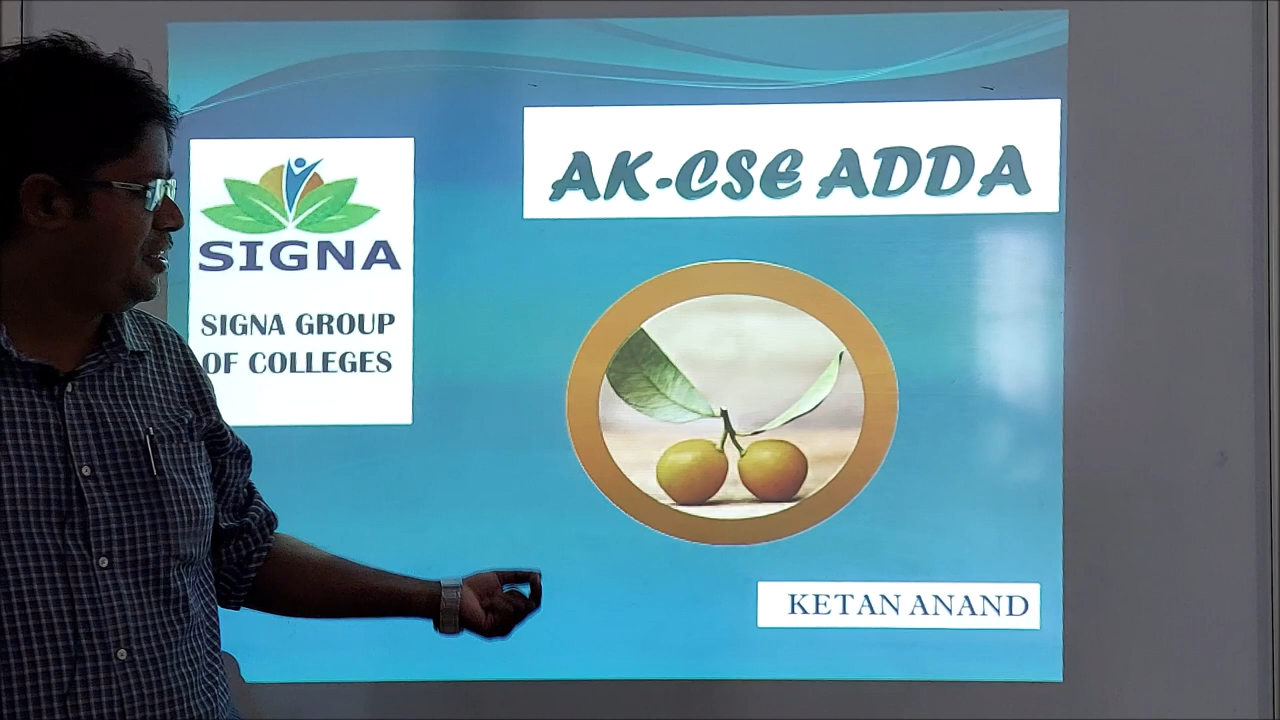 SIGNA
SIGNA GROUP
OF COLLEGES
AK-CSE ADDA
KETAN ANAND